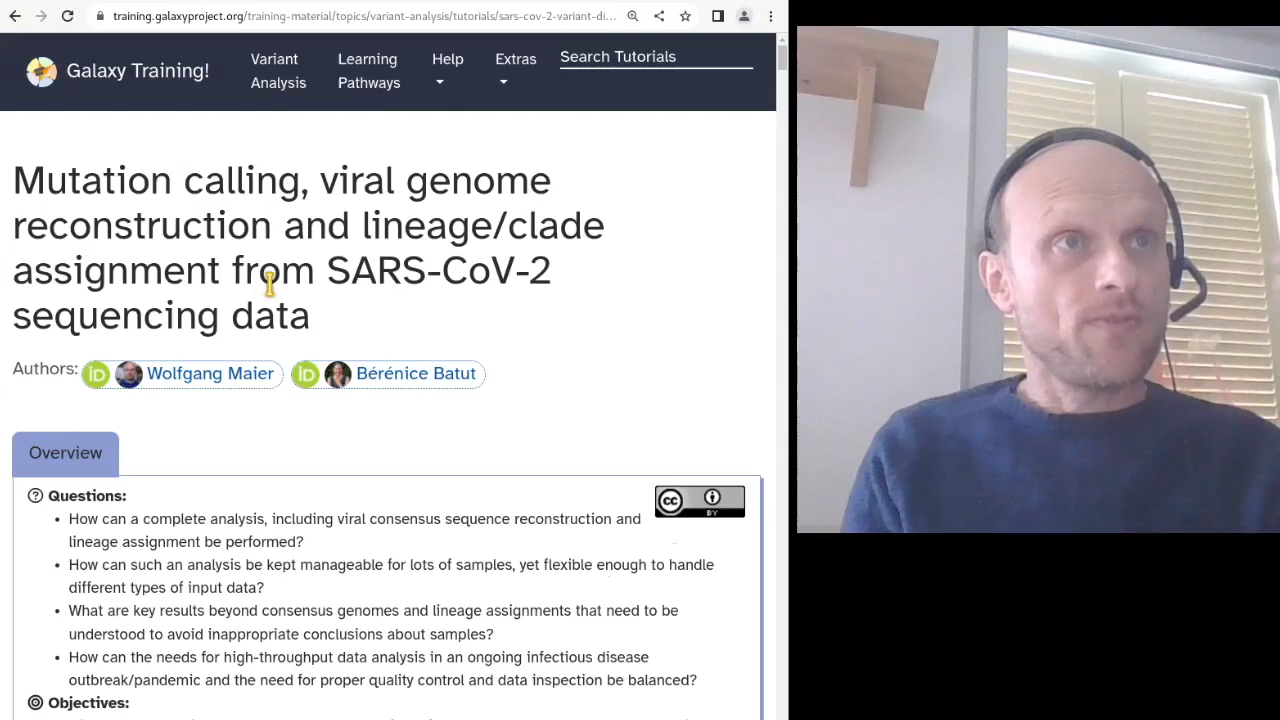 training.galaxyproject.org/training-material/topics/variant-analysis/tutorials/sars-cov-2-variant-di...
Galaxy Training!
Variant Analysis
Learning Pathways
Help
Extras
Search Tutorials
Mutation calling, viral genome
reconstruction and lineage/clade
assignment from SARS-CoV-2
sequencing data
Authors: iD Wolfgang Maier iD Bérénice Batut
Overview
Questions:
cc BY
• How can a complete analysis, including viral consensus sequence reconstruction and
lineage assignment be performed?
• How can such an analysis be kept manageable for lots of samples, yet flexible enough to handle
different types of input data?
• What are key results beyond consensus genomes and lineage assignments that need to be
understood to avoid inappropriate conclusions about samples?
• How can the needs for high-throughput data analysis in an ongoing infectious disease
outbreak/pandemic and the need for proper quality control and data inspection be balanced?
Objectives: